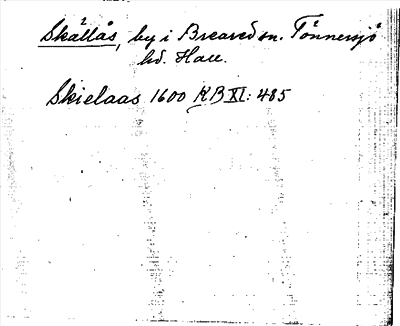 Skällås, by i Breared sn. Tönnersjö
hd. Hall.
Skielaas 1600 KB XI: 485